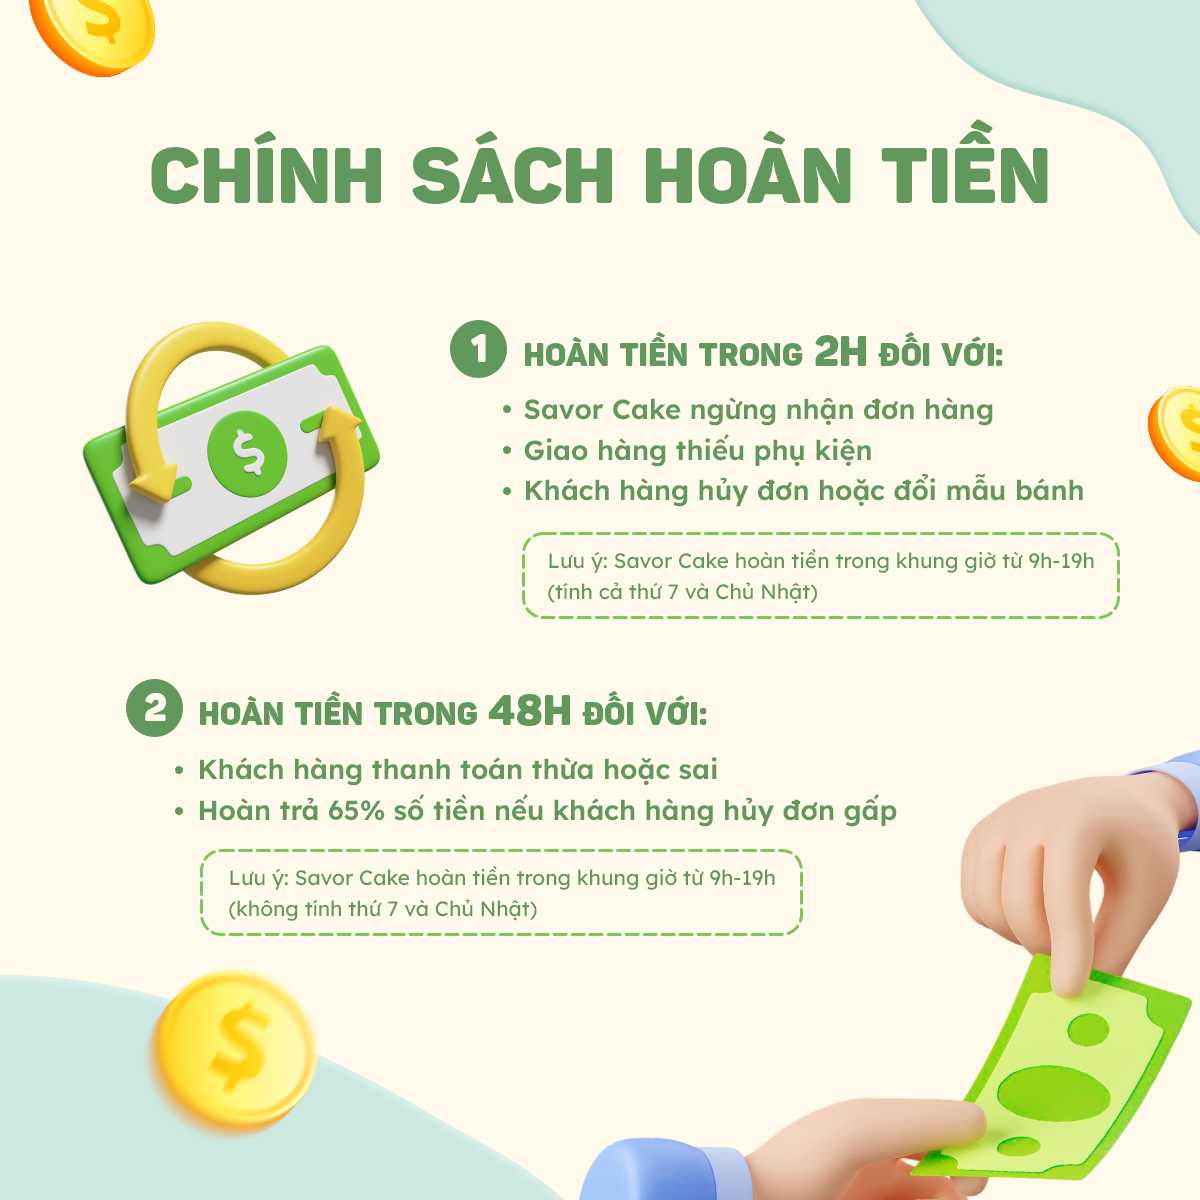 CHÍNH SÁCH HOÀN TIỀN
1 HOÀN TIỀN TRONG 2H ĐỐI VỚI:
• Savor Cake ngừng nhận đơn hàng
• Giao hàng thiếu phụ kiện
• Khách hàng hủy đơn hoặc đổi mẫu bánh
Lưu ý: Savor Cake hoàn tiền trong khung giờ từ 9h-19h
(tính cả thứ 7 và Chủ Nhật)
2 HOÀN TIỀN TRONG 48H ĐỐI VỚI:
• Khách hàng thanh toán thừa hoặc sai
• Hoàn trả 65% số tiền nếu khách hàng hủy đơn gấp
Lưu ý: Savor Cake hoàn tiền trong khung giờ từ 9h-19h
(không tính thứ 7 và Chủ Nhật)